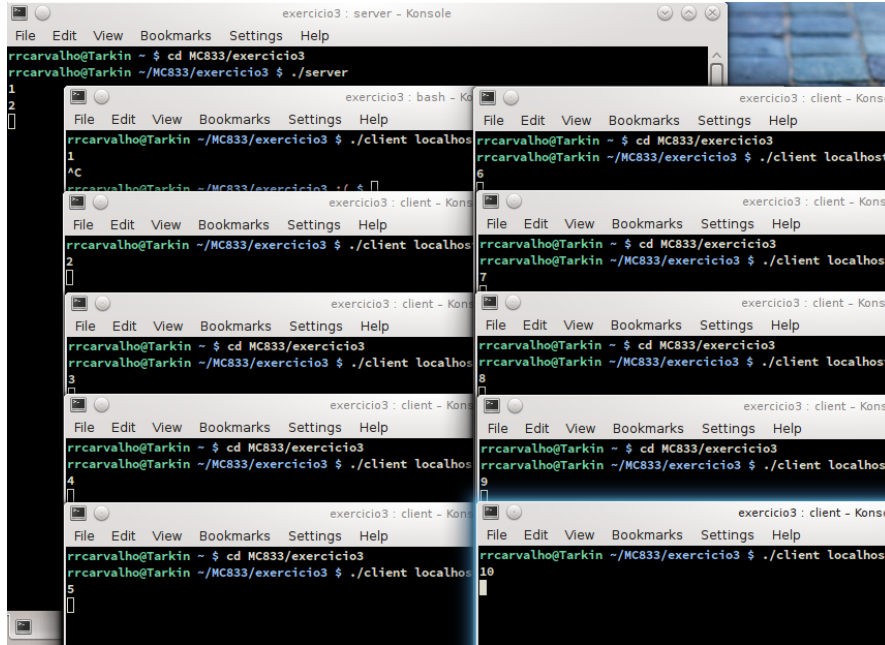 exercicio3 : server – Konsole
File Edit View Bookmarks Settings Help
rrcarvalho@Tarkin ~ $ cd MC833/exercicio3
rrcarvalho@Tarkin ~/MC833/exercicio3 $ ./server
1
2
exercicio3 : bash – Ko
File Edit View Bookmarks Settings Help
rrcarvalho@Tarkin ~/MC833/exercicio3 $ ./client localhos
1
^C
rrcarvalho@Tarkin ~/MC833/exercicio3 :( $
exercicio3 : client – Kons
File Edit View Bookmarks Settings Help
rrcarvalho@Tarkin ~/MC833/exercicio3 $ ./client localhos
2
exercicio3 : client – Kons
File Edit View Bookmarks Settings Help
rrcarvalho@Tarkin ~ $ cd MC833/exercicio3
rrcarvalho@Tarkin ~/MC833/exercicio3 $ ./client localhos
3
exercicio3 : client – Kons
File Edit View Bookmarks Settings Help
rrcarvalho@Tarkin ~ $ cd MC833/exercicio3
rrcarvalho@Tarkin ~/MC833/exercicio3 $ ./client localhos
4
exercicio3 : client – Kons
File Edit View Bookmarks Settings Help
rrcarvalho@Tarkin ~ $ cd MC833/exercicio3
rrcarvalho@Tarkin ~/MC833/exercicio3 $ ./client localhos
5
exercicio3 : client – Konso
File Edit View Bookmarks Settings Help
rrcarvalho@Tarkin ~ $ cd MC833/exercicio3
rrcarvalho@Tarkin ~/MC833/exercicio3 $ ./client localhost
6
exercicio3 : client – Kons
File Edit View Bookmarks Settings Help
rrcarvalho@Tarkin ~ $ cd MC833/exercicio3
rrcarvalho@Tarkin ~/MC833/exercicio3 $ ./client localhos
7
exercicio3 : client – Kons
File Edit View Bookmarks Settings Help
rrcarvalho@Tarkin ~ $ cd MC833/exercicio3
rrcarvalho@Tarkin ~/MC833/exercicio3 $ ./client localhost
8
exercicio3 : client – Kons
File Edit View Bookmarks Settings Help
rrcarvalho@Tarkin ~ $ cd MC833/exercicio3
rrcarvalho@Tarkin ~/MC833/exercicio3 $ ./client localhos
9
exercicio3 : client – Konso
File Edit View Bookmarks Settings Help
rrcarvalho@Tarkin ~/MC833/exercicio3 $ ./client localhos
10